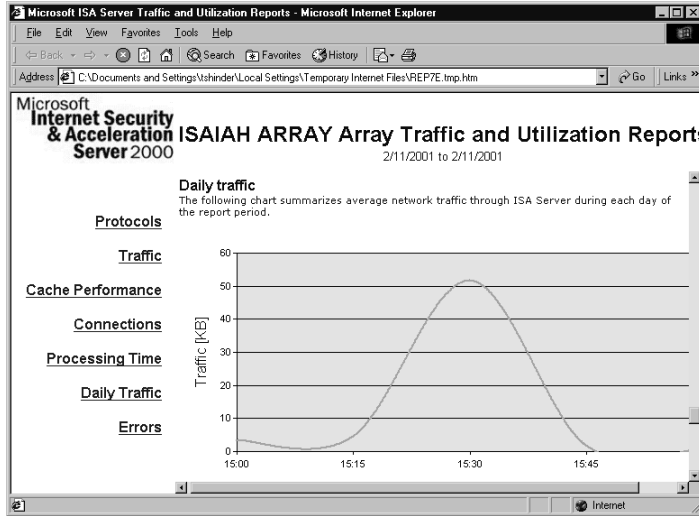 Microsoft ISA Server Traffic and Utilization Reports - Microsoft Internet Explorer
File Edit View Favorites Tools Help
Back Search Favorites History
Address C:\Documents and Settings\tshinder\Local Settings\Temporary Internet Files\REP7E.tmp.htm Go Links »
Microsoft
Internet Security
& Acceleration
Server 2000
ISAIAH ARRAY Array Traffic and Utilization Reports
2/11/2001 to 2/11/2001
Daily traffic
The following chart summarizes average network traffic through ISA Server during each day of
the report period.
Protocols
Traffic
Cache Performance
Connections
Processing Time
Daily Traffic
Errors
Traffic [KB]
60
50
40
30
20
10
0
15:00 15:15 15:30 15:45
Internet